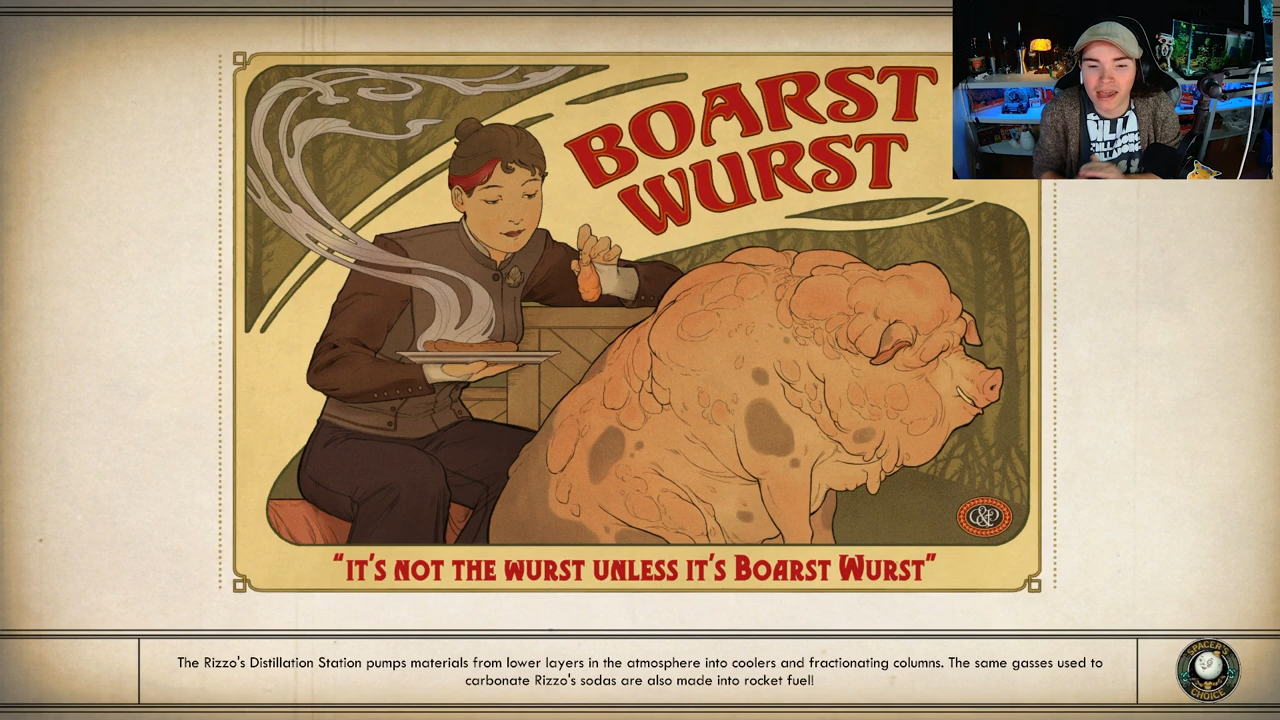 BOARST
WURST
C&P
"IT'S NOT THE WURST UNLESS IT'S BOARST WURST"
The Rizzo's Distillation Station pumps materials from lower layers in the atmosphere into coolers and fractionating columns. The same gasses used to
carbonate Rizzo's sodas are also made into rocket fuel!
SPACER'S
CHOICE